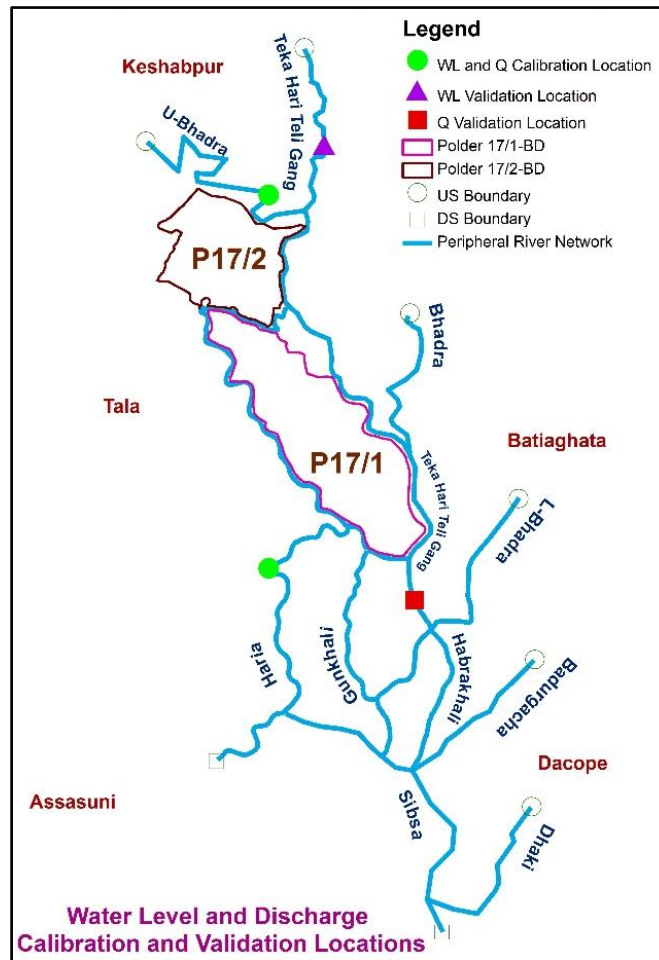 Legend
WL and Q Calibration Location
WL Validation Location
Q Validation Location
Polder 17/1-BD
Polder 17/2-BD
US Boundary
DS Boundary
Peripheral River Network
Keshabpur
Teka Hari Teli Gang
U-Bhadra
P17/2
Bhadra
Tala
Batiaghata
P17/1
Teka Hari Teli Gang
L-Bhadra
Haria
Gunkhali
Habrakhali
Badurgacha
Dacope
Assasuni
Sibsa
Dhaki
Water Level and Discharge
Calibration and Validation Locations